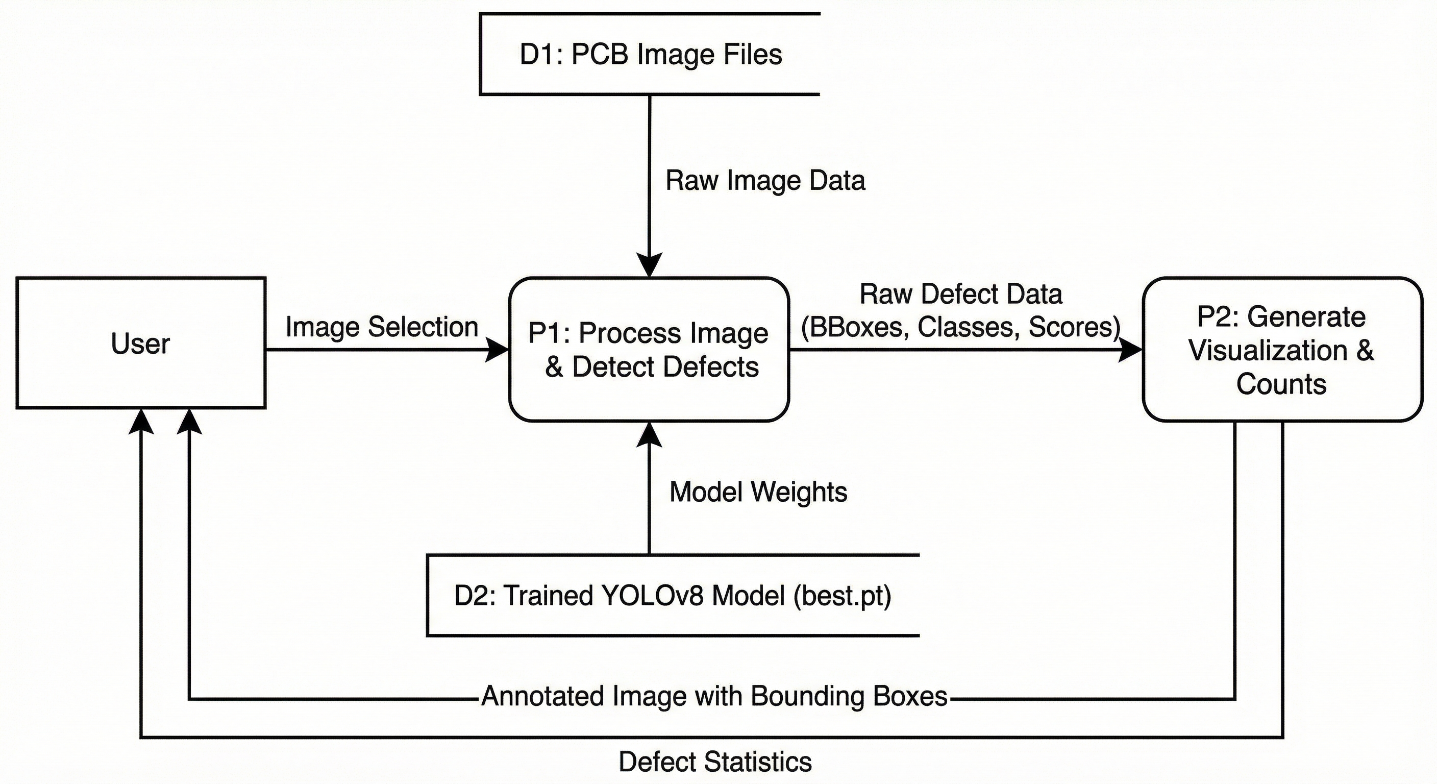 D1: PCB Image Files
Raw Image Data
User
Image Selection
P1: Process Image
& Detect Defects
Raw Defect Data
(BBoxes, Classes, Scores)
P2: Generate
Visualization &
Counts
Model Weights
D2: Trained YOLOv8 Model (best.pt)
Annotated Image with Bounding Boxes
Defect Statistics